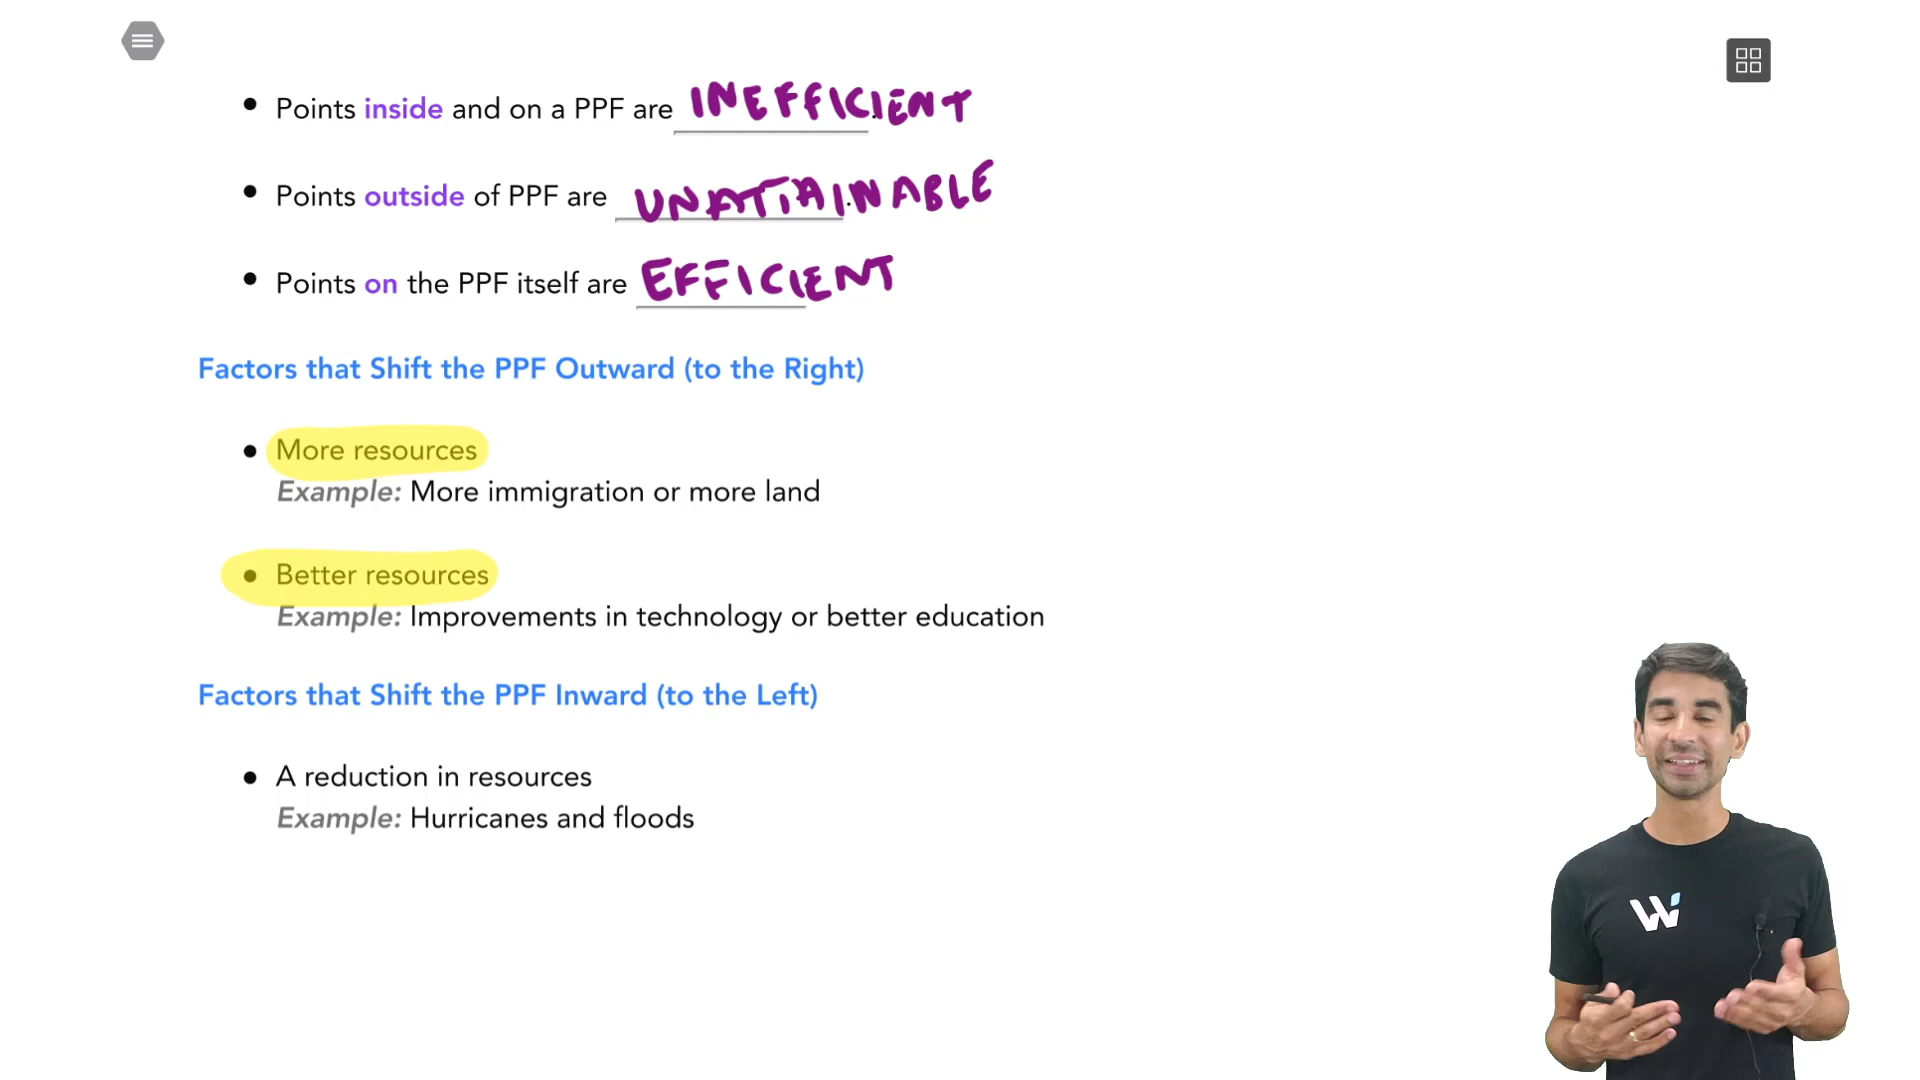 • Points inside and on a PPF are INEFFICIENT.
• Points outside of PPF are UNATTAINABLE.
• Points on the PPF itself are EFFICIENT
Factors that Shift the PPF Outward (to the Right)
• More resources
Example: More immigration or more land
• Better resources
Example: Improvements in technology or better education
Factors that Shift the PPF Inward (to the Left)
• A reduction in resources
Example: Hurricanes and floods
W